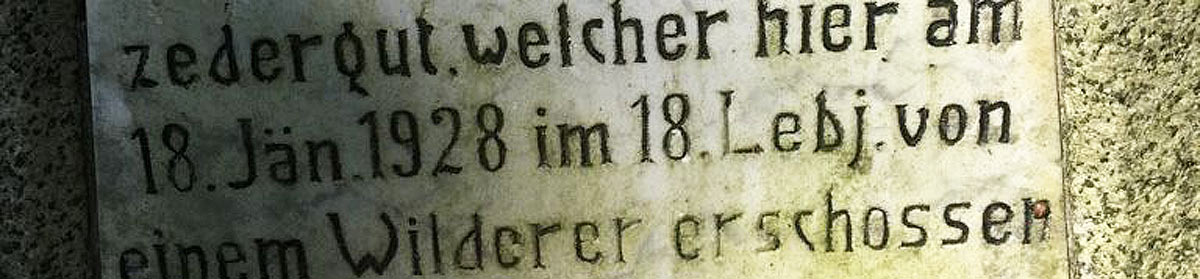 zedergut. welcher hier am
18. Jän. 1928 im 18. Lebj. von
einem Wilderer erschossen